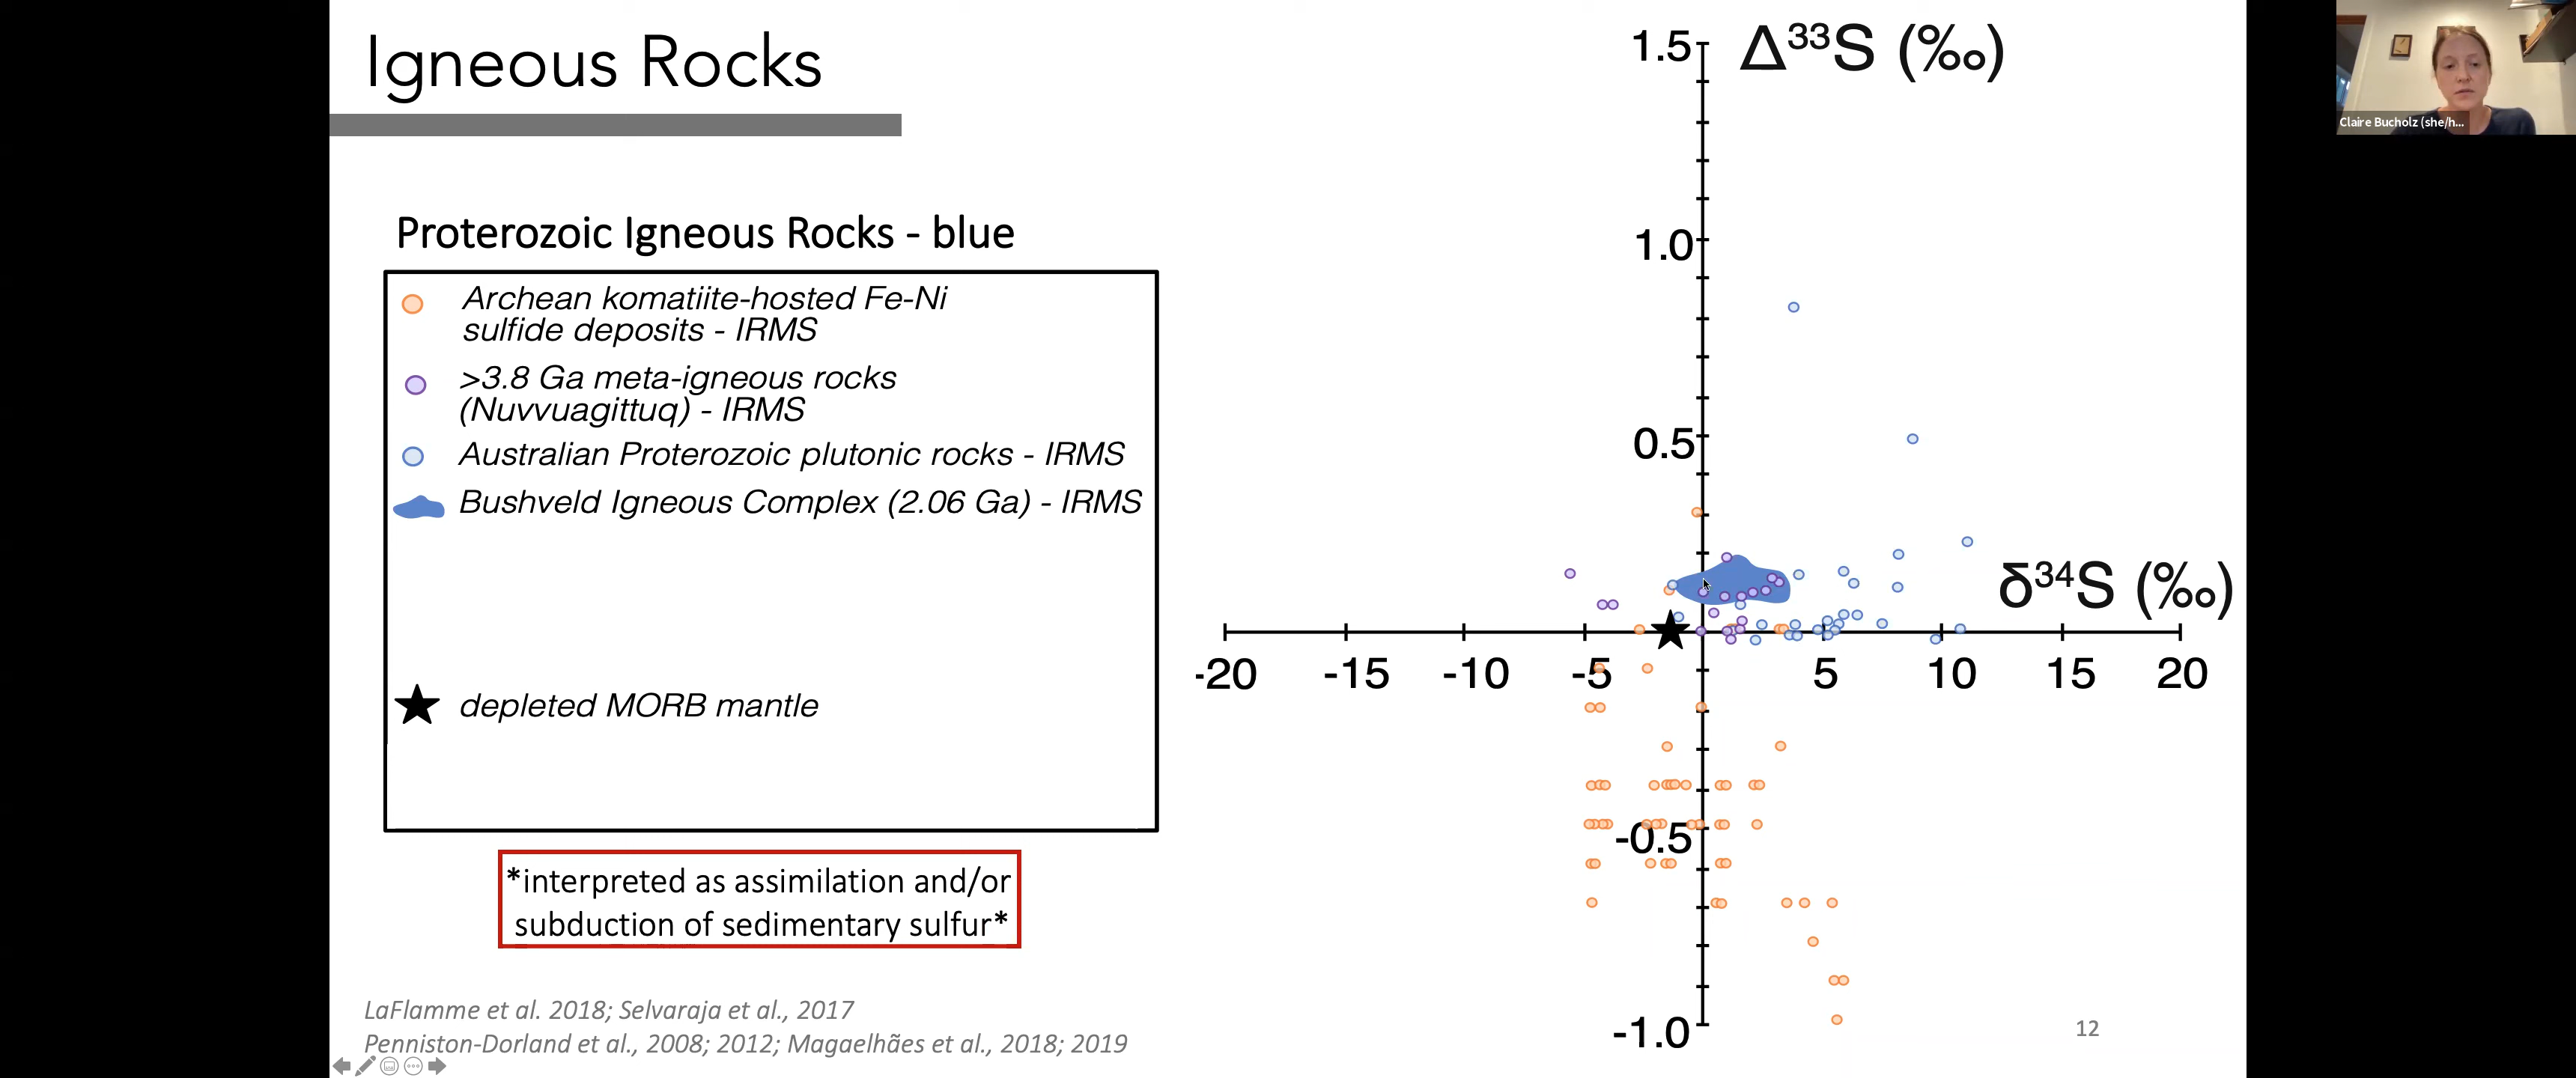 Igneous Rocks
Proterozoic Igneous Rocks - blue
Archean komatiite-hosted Fe-Ni
sulfide deposits - IRMS
>3.8 Ga meta-igneous rocks
(Nuvvuagittuq) - IRMS
Australian Proterozoic plutonic rocks - IRMS
Bushveld Igneous Complex (2.06 Ga) - IRMS
depleted MORB mantle
*interpreted as assimilation and/or
subduction of sedimentary sulfur*
LaFlamme et al. 2018; Selvaraja et al., 2017
Penniston-Dorland et al., 2008; 2012; Magaelhães et al., 2018; 2019
Δ³³S (‰)
1.5
1.0
0.5
-0.5
-1.0
δ³⁴S (‰)
-20 -15 -10 -5 5 10 15 20
12
Claire Bucholz (she/h...